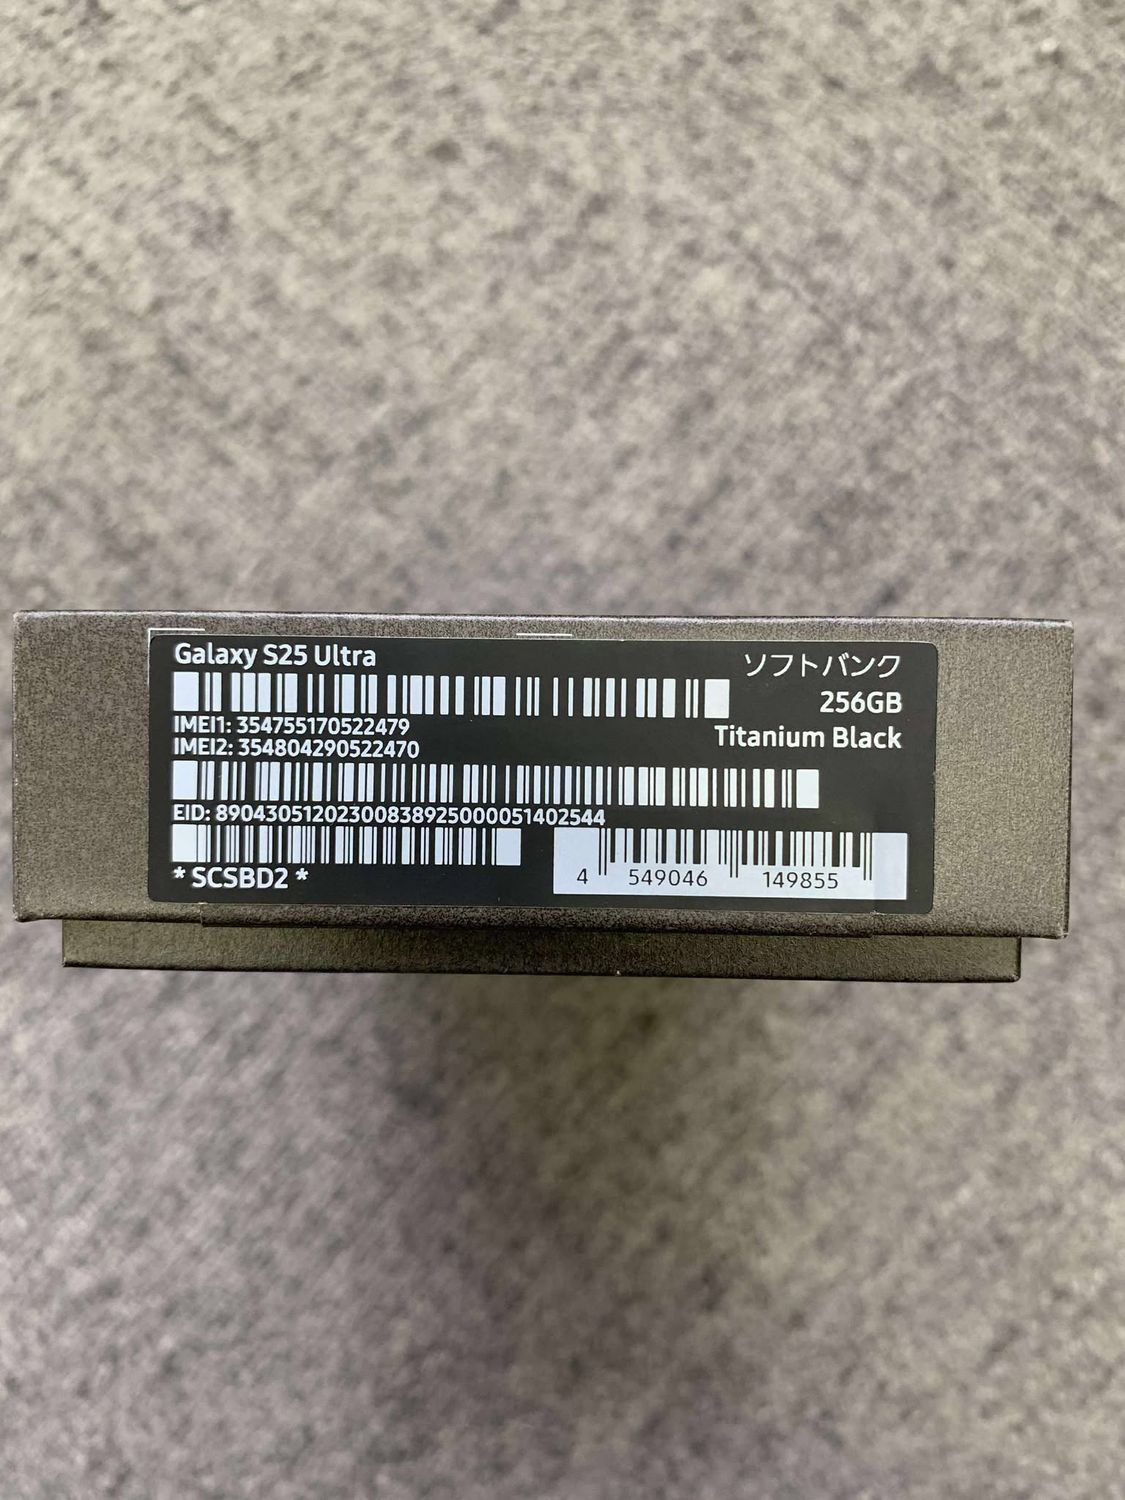 Galaxy S25 Ultra
ソフトバンク
256GB
Titanium Black
IMEI1: 354755170522479
IMEI2: 354804290522470
EID: 89043051202300838925000051402544
* SCSBD2 *
4 549046 149855